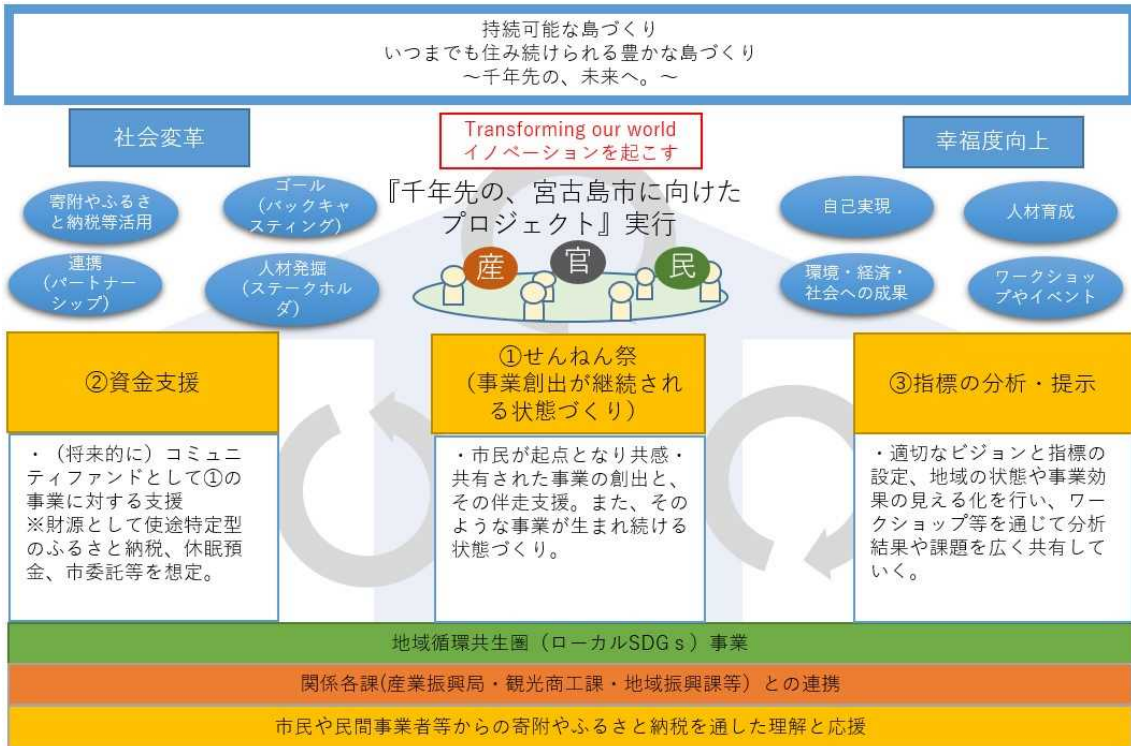 持続可能な島づくり
いつまでも住み続けられる豊かな島づくり
～千年先の、未来へ。～
社会変革
Transforming our world
イノベーションを起こす
幸福度向上
寄附やふるさ
と納税等活用
ゴール
(バックキャ
スティング)
連携
(パートナー
シップ)
人材発掘
(ステークホル
ダ)
『千年先の、宮古島市に向けた
プロジェクト』実行
産
官
民
自己実現
人材育成
環境・経済・
社会への成果
ワークショッ
プやイベント
②資金支援
・（将来的に）コミュニ
ティファンドとして①の
事業に対する支援
※財源として使途特定型
のふるさと納税、休眠預
金、市委託等を想定。
①せんねん祭
（事業創出が継続され
る状態づくり）
・市民が起点となり共感・
共有された事業の創出と、
その伴走支援。また、その
ような事業が生まれ続ける
状態づくり。
③指標の分析・提示
・適切なビジョンと指標の
設定、地域の状態や事業効
果の見える化を行い、ワー
クショップ等を通じて分析
結果や課題を広く共有して
いく。
地域循環共生圏（ローカルSDGｓ）事業
関係各課(産業振興局・観光商工課・地域振興課等）との連携
市民や民間事業者等からの寄附やふるさと納税を通した理解と応援